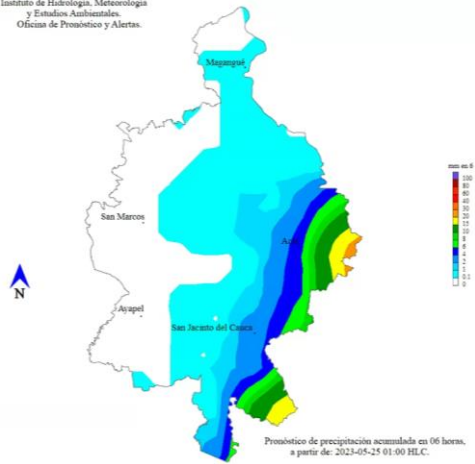 Instituto de Hidrología, Meteorología
y Estudios Ambientales.
Oficina de Pronóstico y Alertas.
Magangué
mm en 6
100
80
60
40
30
20
15
10
8
6
4
2
1
0.1
0
San Marcos
N
Ayapel
San Jacinto del Cauca
Pronóstico de precipitación acumulada en 06 horas,
a partir de: 2023-05-25 01:00 HLC.